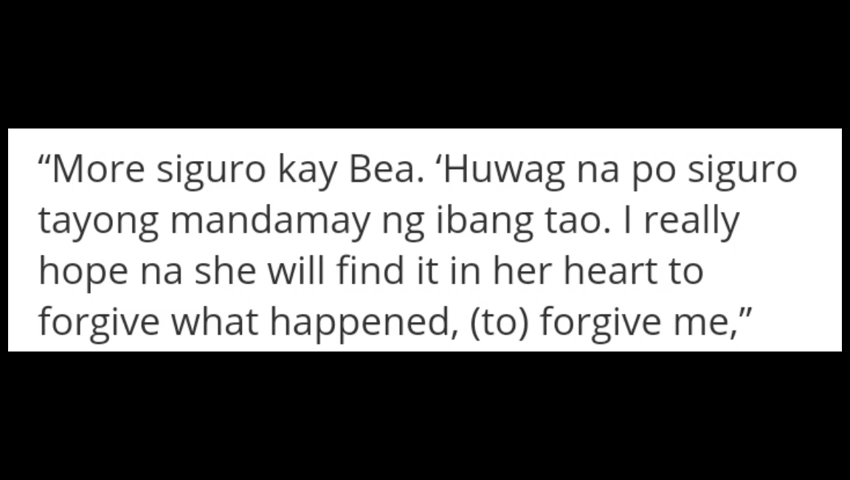 “More siguro kay Bea. ‘Huwag na po siguro
tayong mandamay ng ibang tao. I really
hope na she will find it in her heart to
forgive what happened, (to) forgive me,”